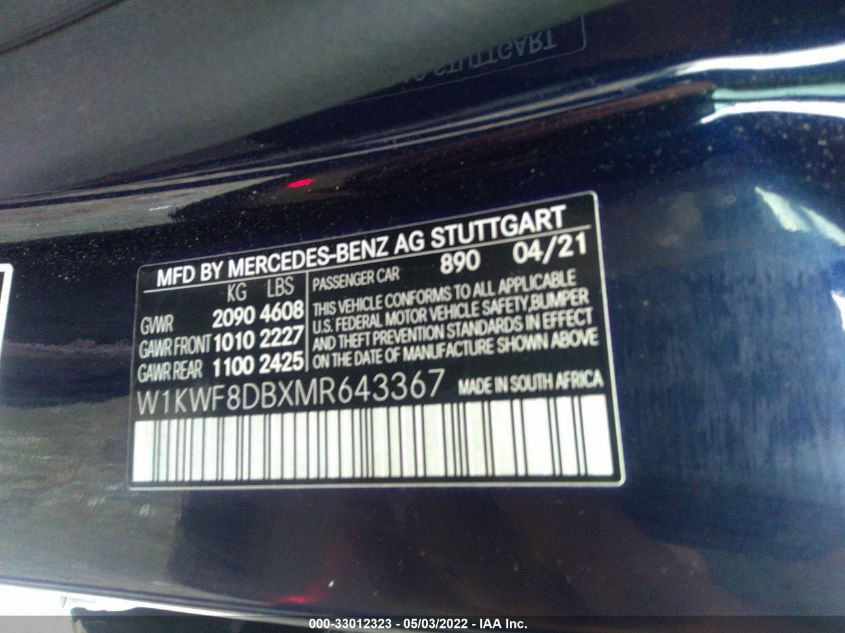 MFD BY MERCEDES-BENZ AG STUTTGART
KG LBS
GVWR 2090 4608
GAWR FRONT 1010 2227
GAWR REAR 1100 2425
PASSENGER CAR 890 04/21
THIS VEHICLE CONFORMS TO ALL APPLICABLE
U.S. FEDERAL MOTOR VEHICLE SAFETY, BUMPER
AND THEFT PREVENTION STANDARDS IN EFFECT
ON THE DATE OF MANUFACTURE SHOWN ABOVE
W1KWF8DBXMR643367 MADE IN SOUTH AFRICA
000-33012323 - 05/03/2022 - IAA Inc.